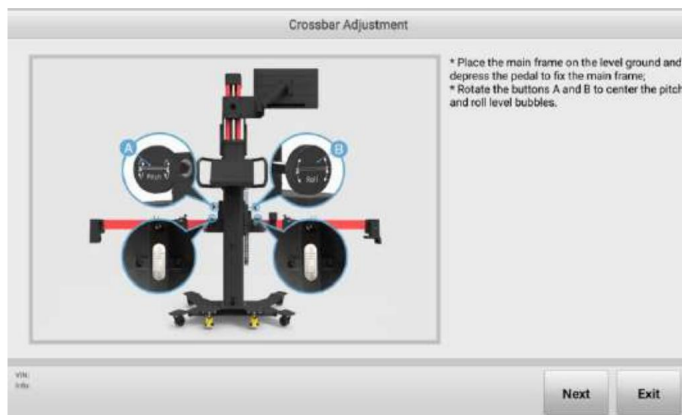 Crossbar Adjustment
* Place the main frame on the level ground and
depress the pedal to fix the main frame;
* Rotate the buttons A and B to center the pitch
and roll level bubbles.
A
B
Pitch
Roll
VIN:
Info:
Next
Exit